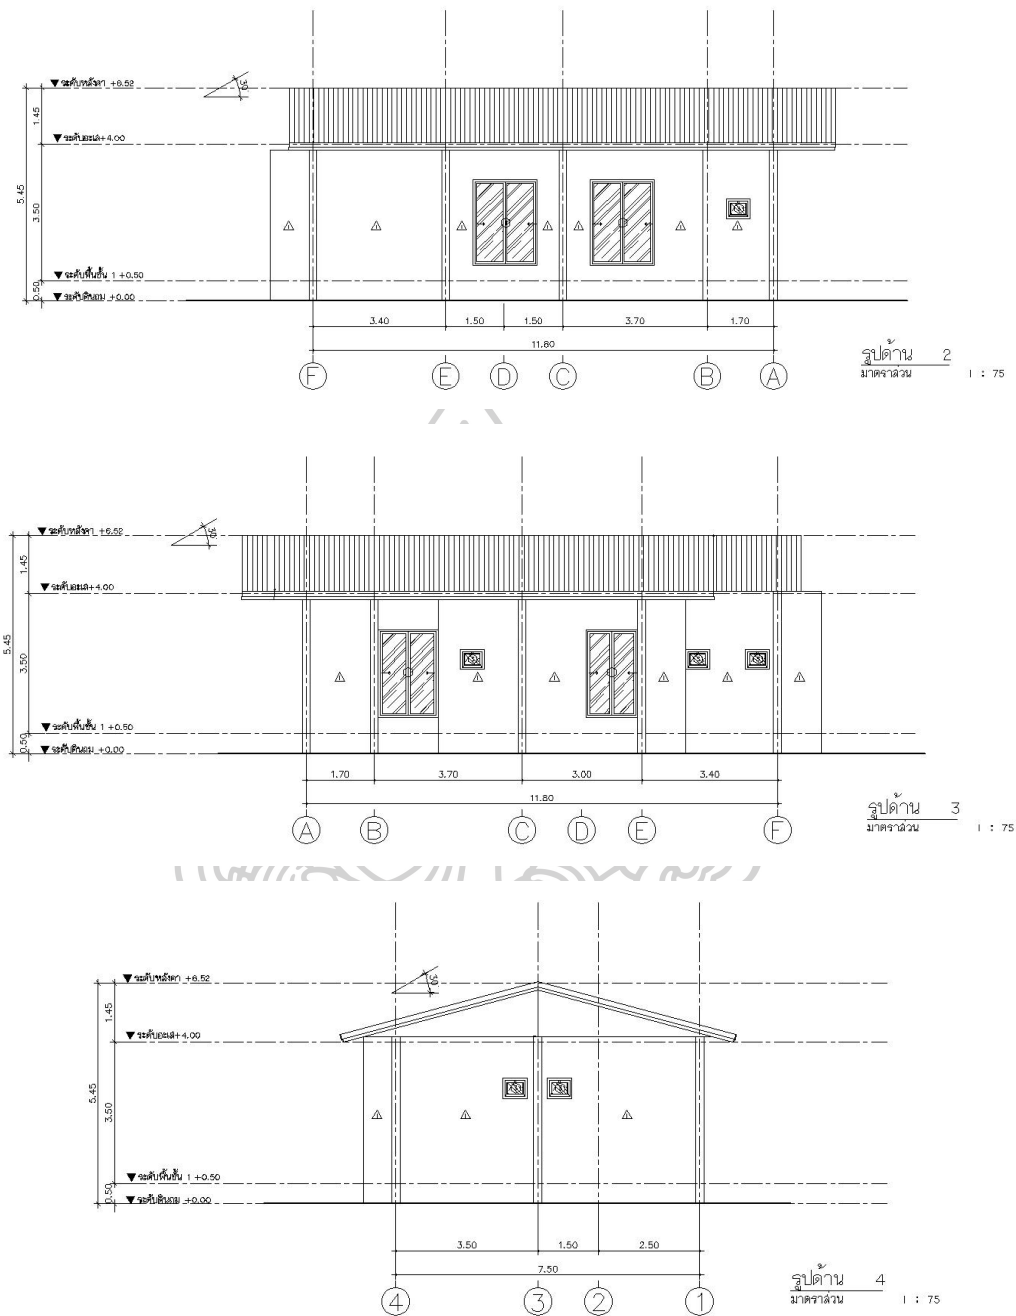 ระดับหลังคา +6.52
30
1.45
ระดับอะเส+4.00
5.45
3.50
ระดับพื้นชั้น 1 +0.50
0.50
ระดับดินถม +0.00
3.40 1.50 1.50 3.70 1.70
11.80
F E D C B A
รูปด้าน 2
มาตราส่วน 1 : 75
ระดับหลังคา +6.52
30
1.45
ระดับอะเส+4.00
5.45
3.50
ระดับพื้นชั้น 1 +0.50
0.50
ระดับดินถม +0.00
1.70 3.70 3.00 3.40
11.80
A B C D E F
รูปด้าน 3
มาตราส่วน 1 : 75
ระดับหลังคา +6.52
30
1.45
ระดับอะเส+4.00
5.45
3.50
ระดับพื้นชั้น 1 +0.50
0.50
ระดับดินถม +0.00
3.50 1.50 2.50
7.50
4 3 2 1
รูปด้าน 4
มาตราส่วน 1 : 75